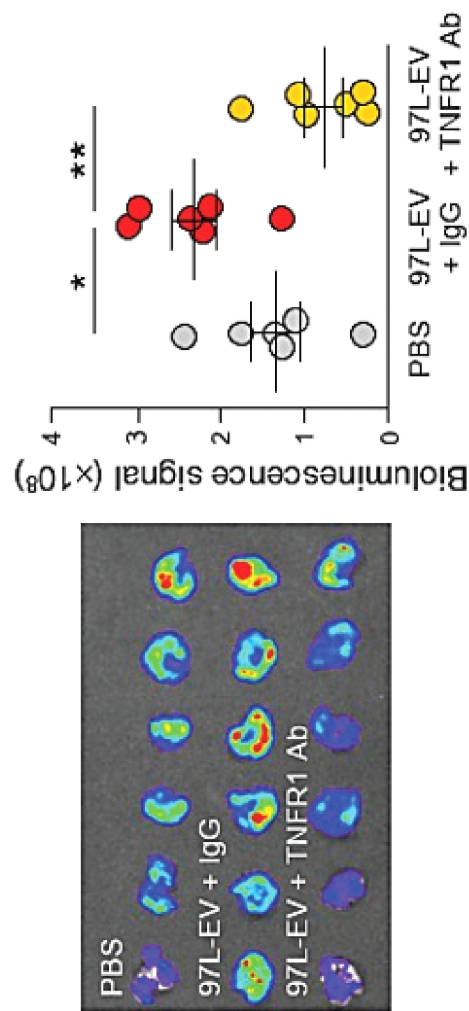 PBS
97L-EV + IgG
97L-EV + TNFR1 Ab
Bioluminescence signal (×10⁸)
4
3
2
1
0
*
**
PBS
97L-EV
+ IgG
97L-EV
+ TNFR1 Ab